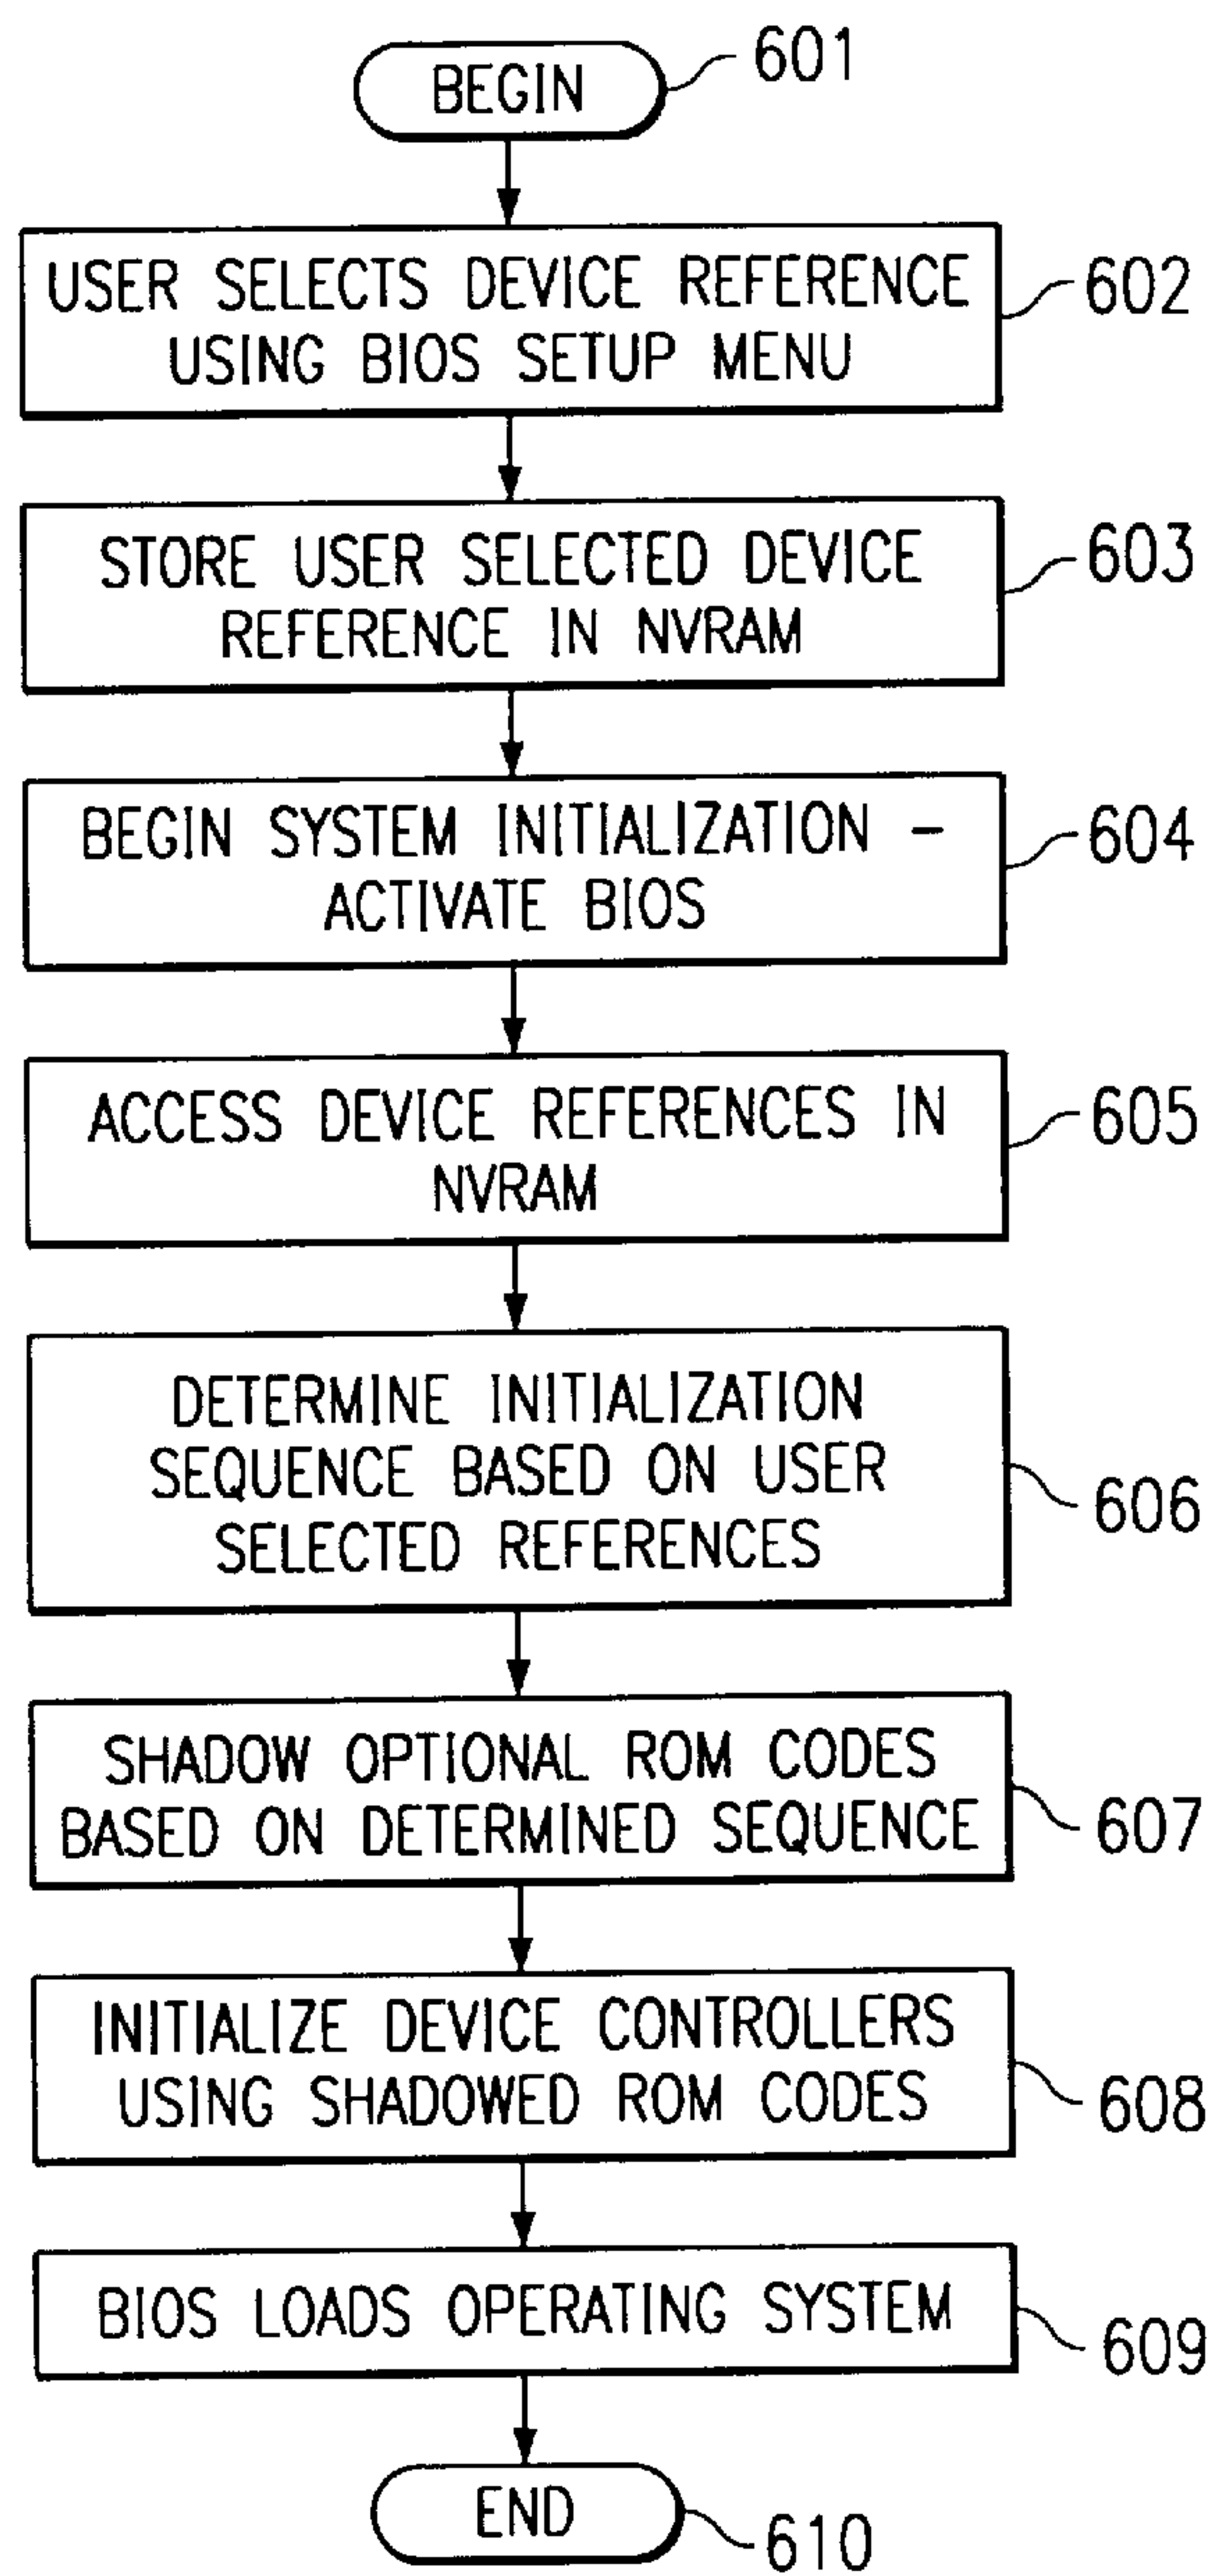 BEGIN
601
USER SELECTS DEVICE REFERENCE
USING BIOS SETUP MENU
602
STORE USER SELECTED DEVICE
REFERENCE IN NVRAM
603
BEGIN SYSTEM INITIALIZATION -
ACTIVATE BIOS
604
ACCESS DEVICE REFERENCES IN
NVRAM
605
DETERMINE INITIALIZATION
SEQUENCE BASED ON USER
SELECTED REFERENCES
606
SHADOW OPTIONAL ROM CODES
BASED ON DETERMINED SEQUENCE
607
INITIALIZE DEVICE CONTROLLERS
USING SHADOWED ROM CODES
608
BIOS LOADS OPERATING SYSTEM
609
END
610